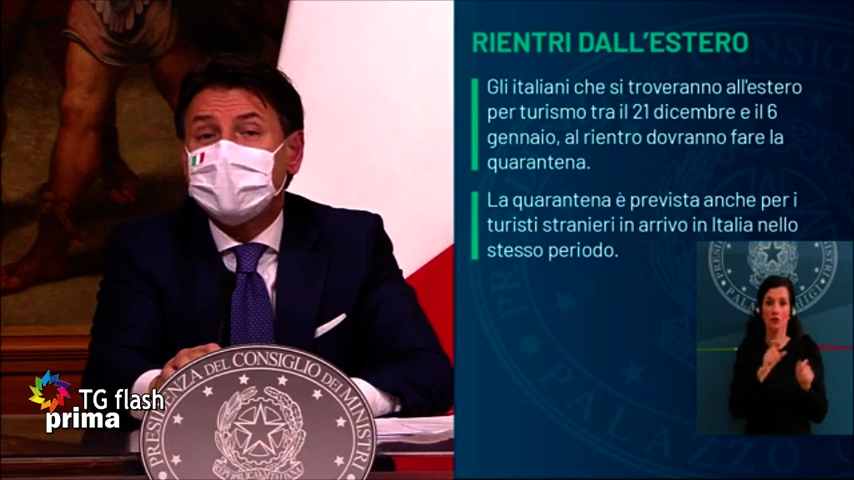 RIENTRI DALL'ESTERO
Gli italiani che si troveranno all'estero
per turismo tra il 21 dicembre e il 6
gennaio, al rientro dovranno fare la
quarantena.
La quarantena è prevista anche per i
turisti stranieri in arrivo in Italia nello
stesso periodo.
PRESIDENZA DEL CONSIGLIO DEI MINISTRI
TG flash
prima